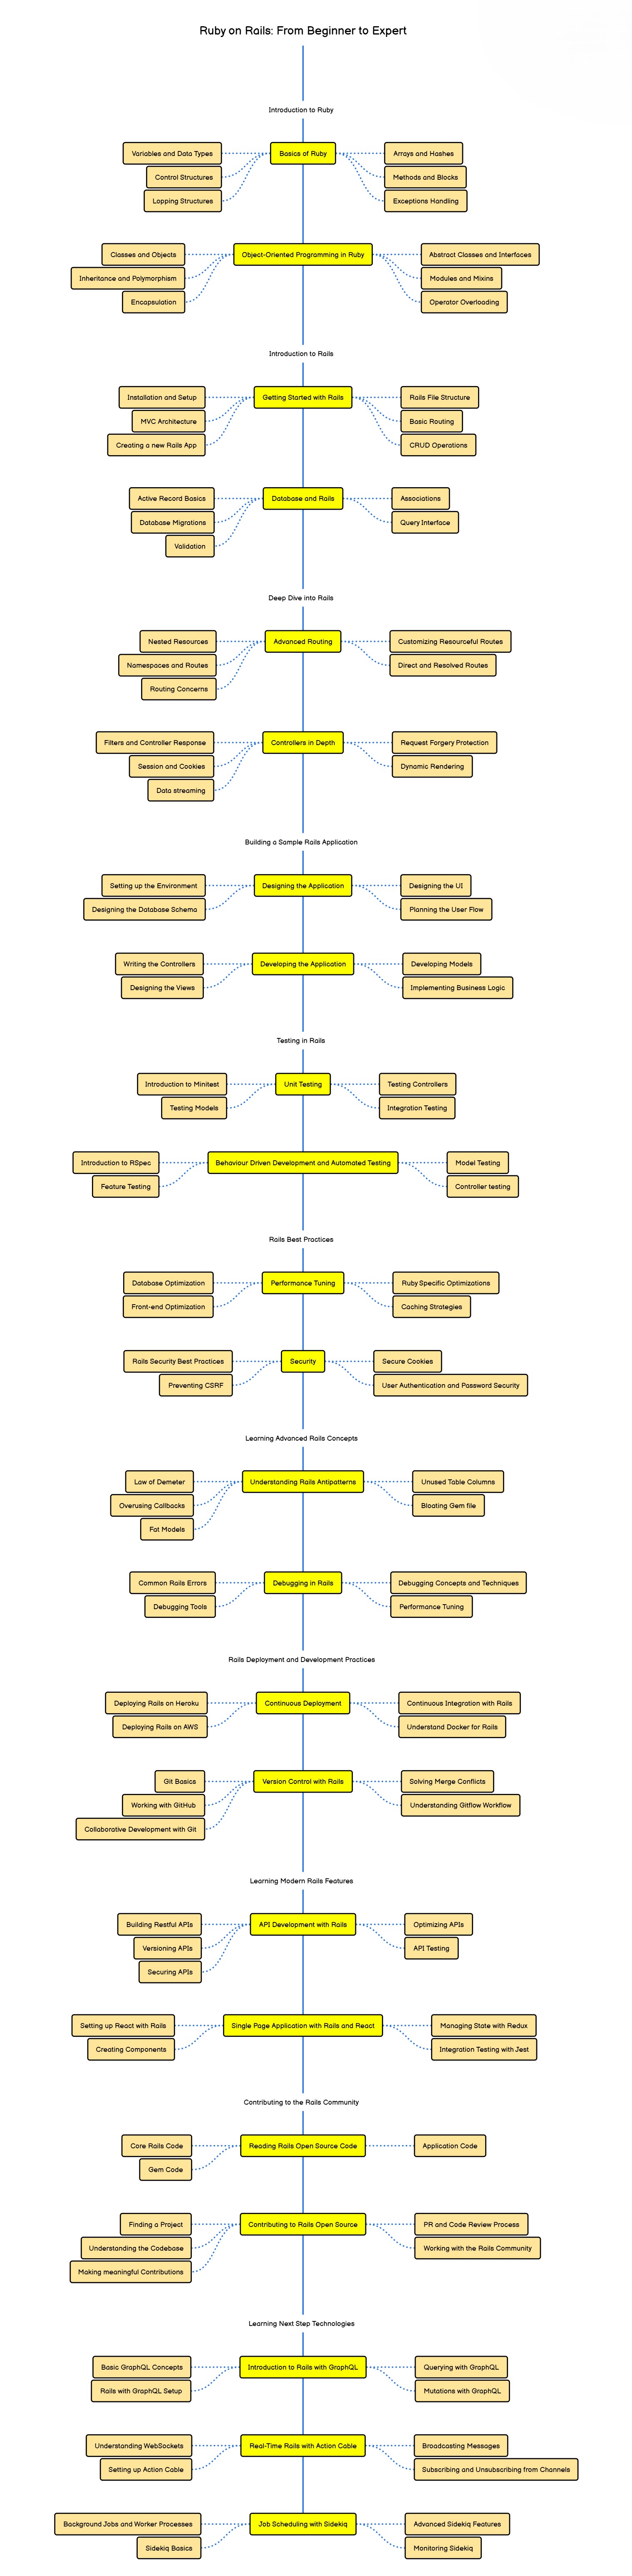 Ruby on Rails: From Beginner to Expert
Introduction to Ruby
Variables and Data Types
Basics of Ruby
Arrays and Hashes
Control Structures
Methods and Blocks
Lopping Structures
Exceptions Handling
Classes and Objects
Object-Oriented Programming in Ruby
Abstract Classes and Interfaces
Inheritance and Polymorphism
Modules and Mixins
Encapsulation
Operator Overloading
Introduction to Rails
Installation and Setup
Getting Started with Rails
Rails File Structure
MVC Architecture
Basic Routing
Creating a new Rails App
CRUD Operations
Active Record Basics
Database and Rails
Associations
Database Migrations
Query Interface
Validation
Deep Dive into Rails
Nested Resources
Advanced Routing
Customizing Resourceful Routes
Namespaces and Routes
Direct and Resolved Routes
Routing Concerns
Filters and Controller Response
Controllers in Depth
Request Forgery Protection
Session and Cookies
Dynamic Rendering
Data streaming
Building a Sample Rails Application
Setting up the Environment
Designing the Application
Designing the UI
Designing the Database Schema
Planning the User Flow
Writing the Controllers
Developing the Application
Developing Models
Designing the Views
Implementing Business Logic
Testing in Rails
Introduction to Minitest
Unit Testing
Testing Controllers
Testing Models
Integration Testing
Introduction to RSpec
Behaviour Driven Development and Automated Testing
Model Testing
Feature Testing
Controller testing
Rails Best Practices
Database Optimization
Performance Tuning
Ruby Specific Optimizations
Front-end Optimization
Caching Strategies
Rails Security Best Practices
Security
Secure Cookies
Preventing CSRF
User Authentication and Password Security
Learning Advanced Rails Concepts
Law of Demeter
Understanding Rails Antipatterns
Unused Table Columns
Overusing Callbacks
Bloating Gem file
Fat Models
Common Rails Errors
Debugging in Rails
Debugging Concepts and Techniques
Debugging Tools
Performance Tuning
Rails Deployment and Development Practices
Deploying Rails on Heroku
Continuous Deployment
Continuous Integration with Rails
Deploying Rails on AWS
Understand Docker for Rails
Git Basics
Version Control with Rails
Solving Merge Conflicts
Working with GitHub
Understanding Gitflow Workflow
Collaborative Development with Git
Learning Modern Rails Features
Building Restful APIs
API Development with Rails
Optimizing APIs
Versioning APIs
API Testing
Securing APIs
Setting up React with Rails
Single Page Application with Rails and React
Managing State with Redux
Creating Components
Integration Testing with Jest
Contributing to the Rails Community
Core Rails Code
Reading Rails Open Source Code
Application Code
Gem Code
Finding a Project
Contributing to Rails Open Source
PR and Code Review Process
Understanding the Codebase
Working with the Rails Community
Making meaningful Contributions
Learning Next Step Technologies
Basic GraphQL Concepts
Introduction to Rails with GraphQL
Querying with GraphQL
Rails with GraphQL Setup
Mutations with GraphQL
Understanding WebSockets
Real-Time Rails with Action Cable
Broadcasting Messages
Setting up Action Cable
Subscribing and Unsubscribing from Channels
Background Jobs and Worker Processes
Job Scheduling with Sidekiq
Advanced Sidekiq Features
Sidekiq Basics
Monitoring Sidekiq